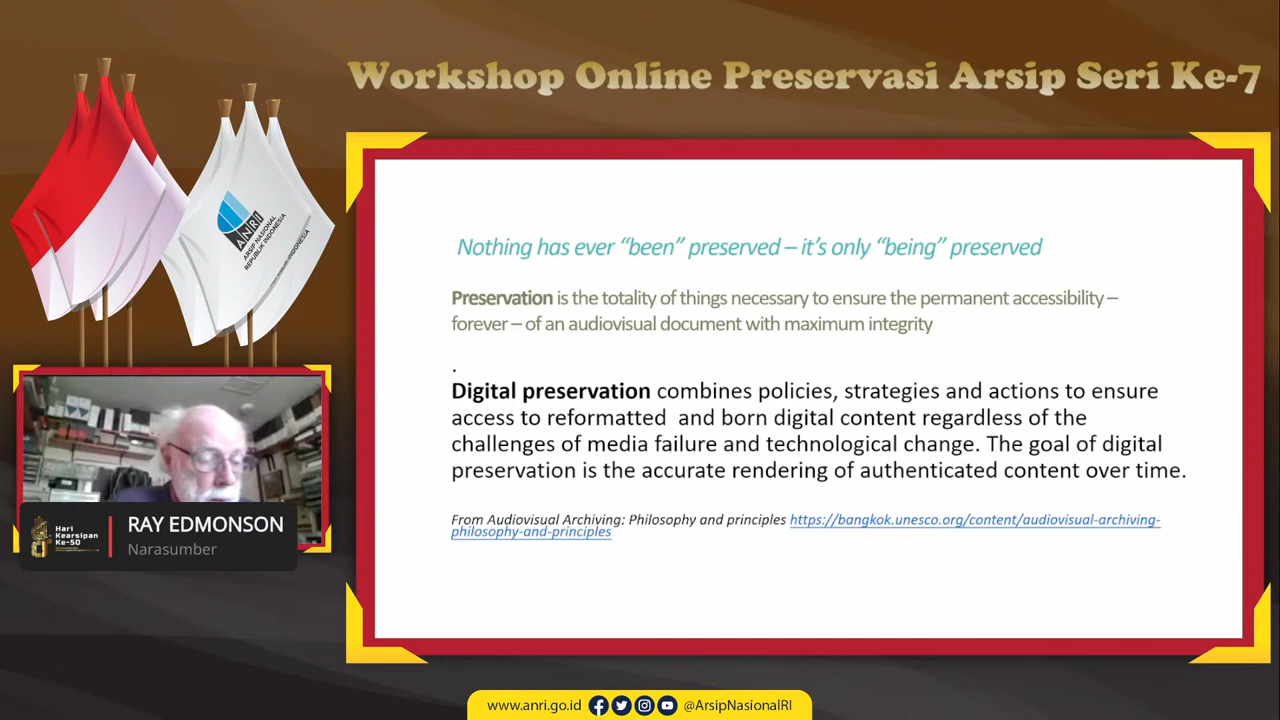 Workshop Online Preservasi Arsip Seri Ke-7
ANRI
ARSIP NASIONAL
REPUBLIK INDONESIA
INDONESIA
Nothing has ever “been” preserved – it’s only “being” preserved
Preservation is the totality of things necessary to ensure the permanent accessibility –
forever – of an audiovisual document with maximum integrity
.
Digital preservation combines policies, strategies and actions to ensure
access to reformatted and born digital content regardless of the
challenges of media failure and technological change. The goal of digital
preservation is the accurate rendering of authenticated content over time.
From Audiovisual Archiving: Philosophy and principles https://bangkok.unesco.org/content/audiovisual-archiving-
philosophy-and-principles
Hari
Kearsipan
Ke-50
RAY EDMONSON
Narasumber
www.anri.go.id
@ArsipNasionalRI